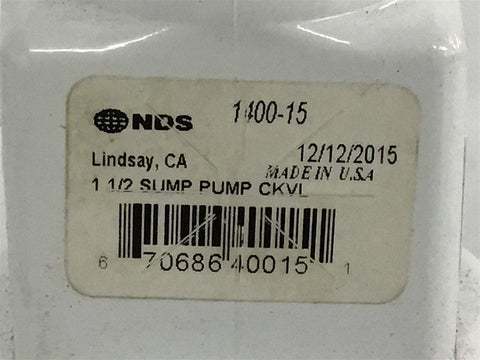 NDS 1400-15
Lindsay, CA 12/12/2015
MADE IN U.S.A
1 1/2 SUMP PUMP CKVL
6 70686 40015 1